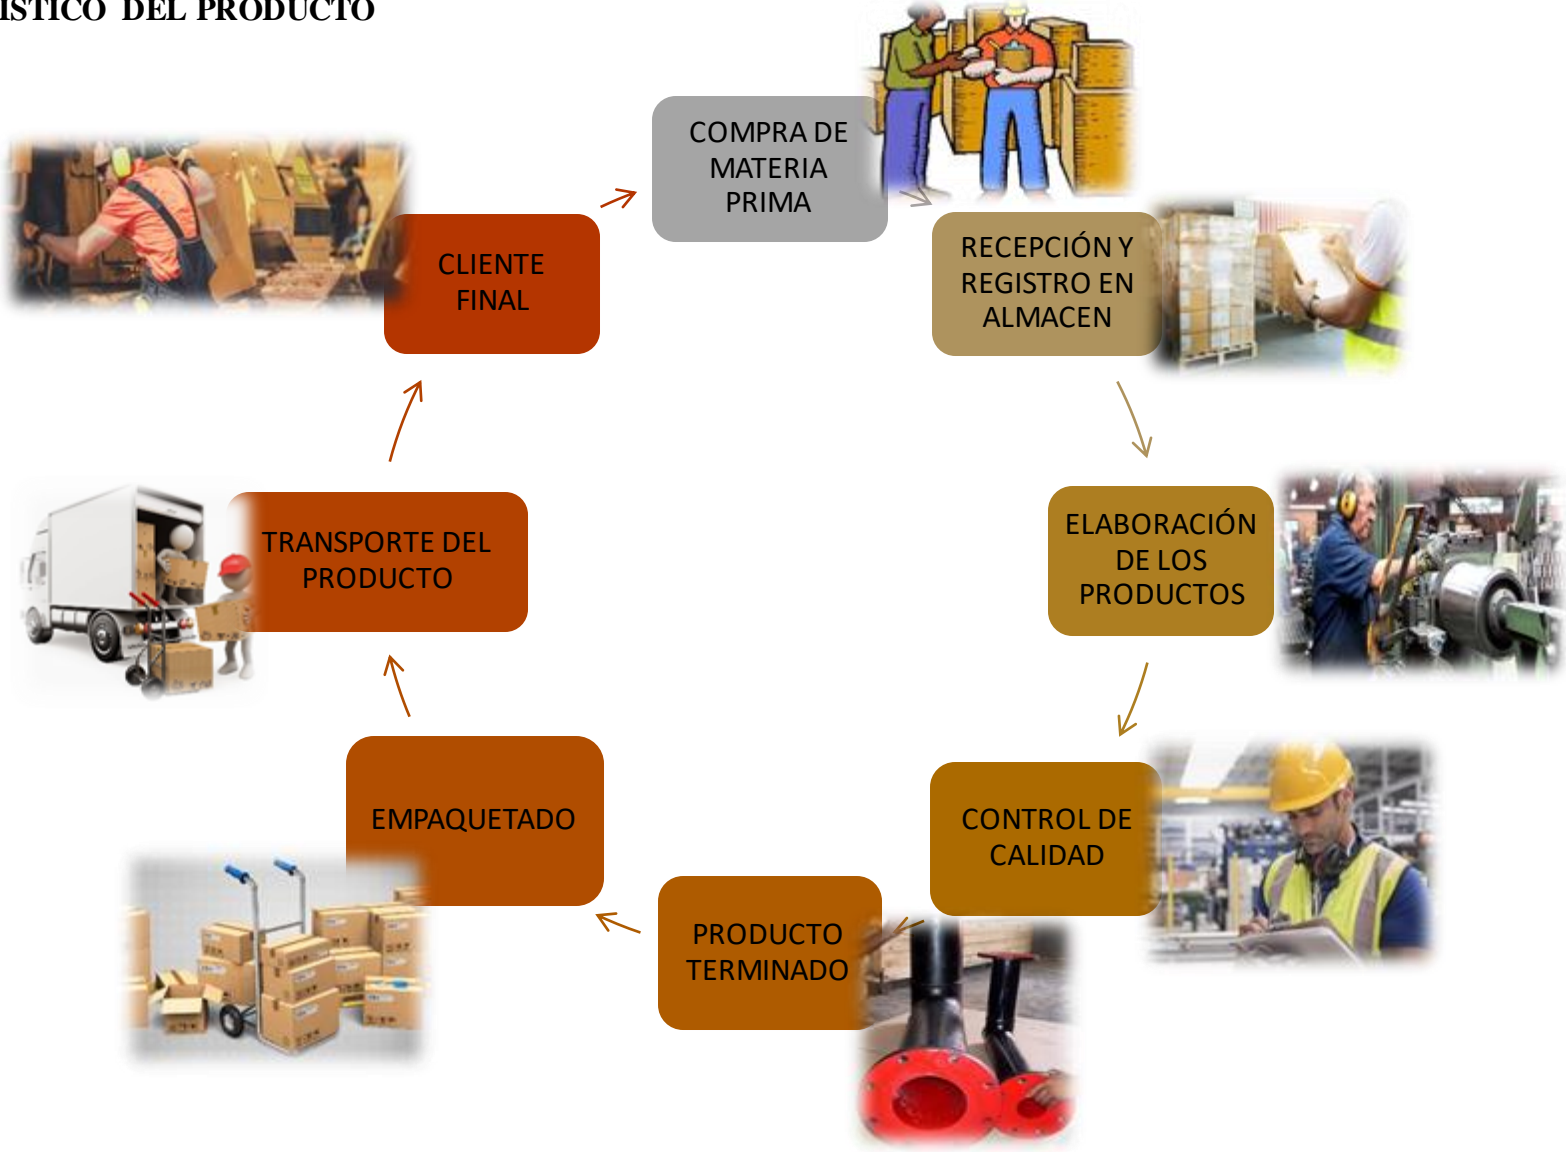 ISTICO DEL PRODUCTO
COMPRA DE
MATERIA
PRIMA
RECEPCIÓN Y
REGISTRO EN
ALMACEN
ELABORACIÓN
DE LOS
PRODUCTOS
CONTROL DE
CALIDAD
PRODUCTO
TERMINADO
EMPAQUETADO
TRANSPORTE DEL
PRODUCTO
CLIENTE
FINAL